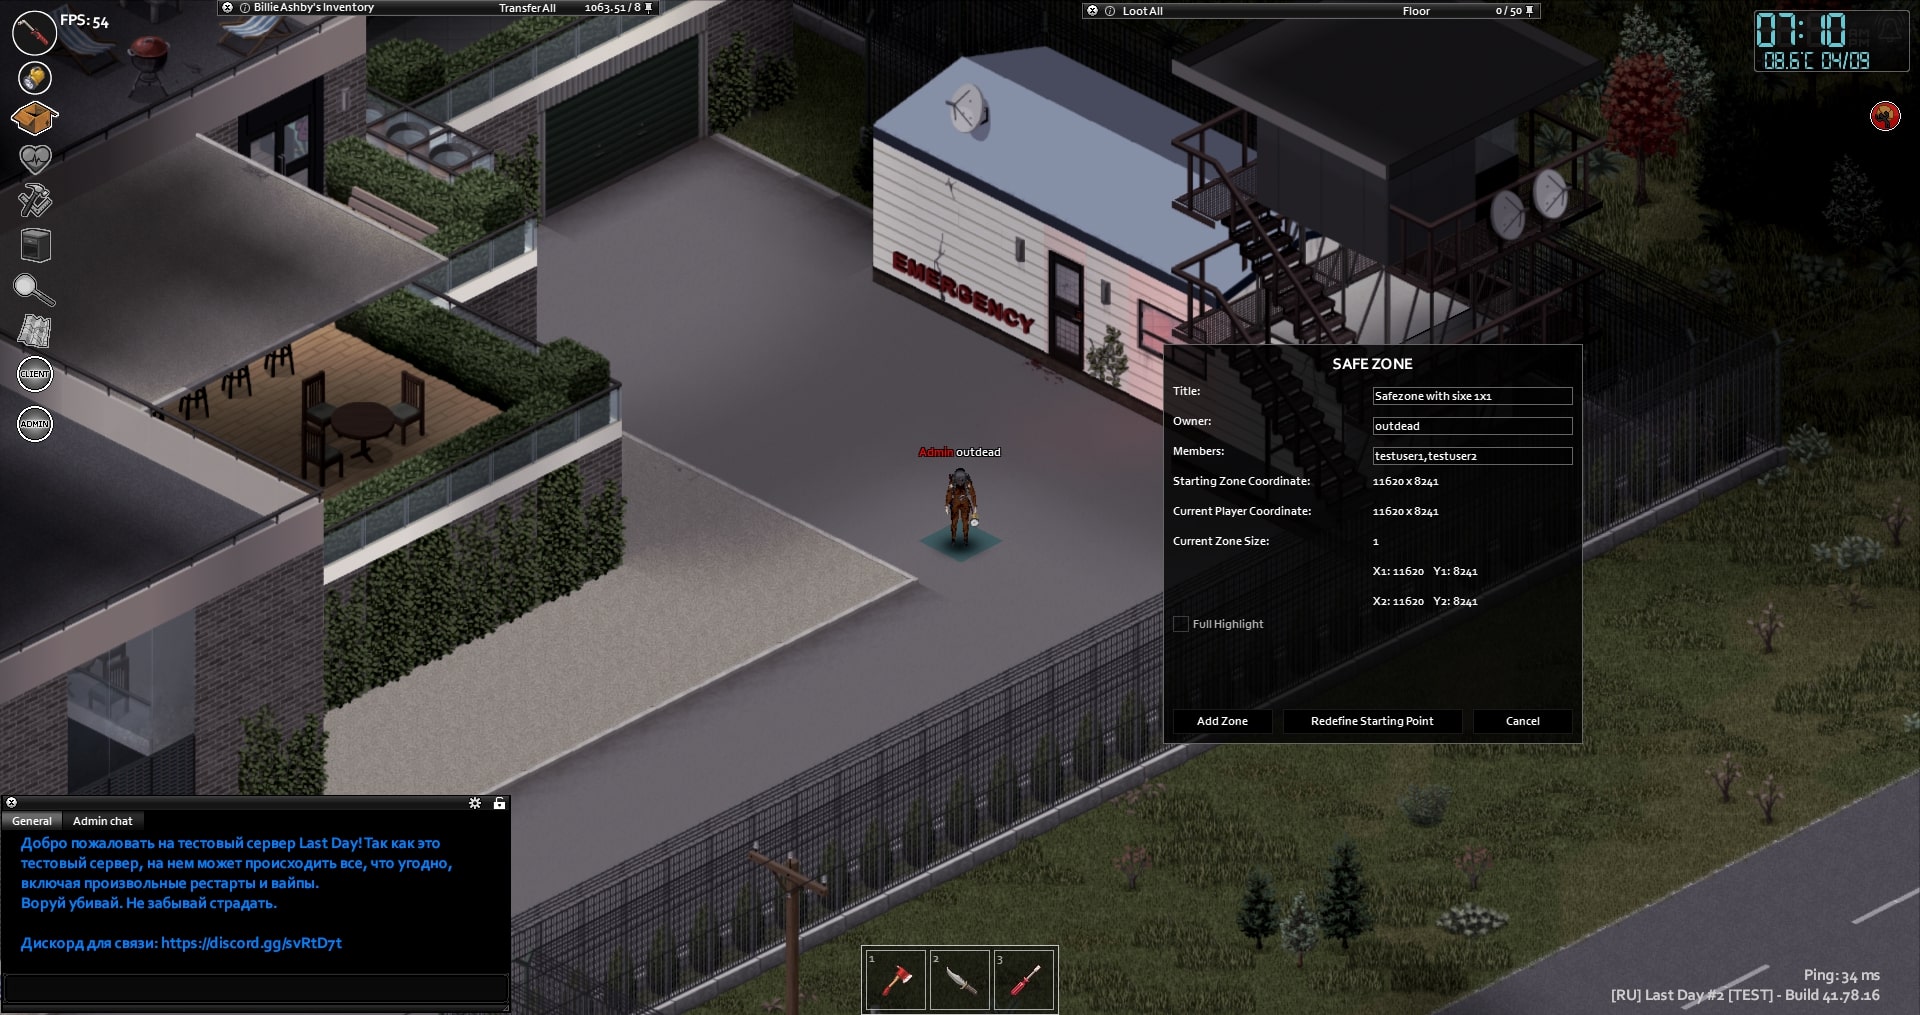 FPS: 54
Billie Ashby's Inventory Transfer All 1063.51 / 8
Loot All Floor 0 / 50
07:10
08.6°C 04/09
CLIENT
ADMIN
EMERGENCY
Admin outdead
SAFE ZONE
Title: Safezone with sixe 1x1
Owner: outdead
Members: testuser1,testuser2
Starting Zone Coordinate: 11620 x 8241
Current Player Coordinate: 11620 x 8241
Current Zone Size: 1
X1: 11620 Y1: 8241
X2: 11620 Y2: 8241
Full Highlight
Add Zone Redefine Starting Point Cancel
General Admin chat
Добро пожаловать на тестовый сервер Last Day! Так как это
тестовый сервер, на нем может происходить все, что угодно,
включая произвольные рестарты и вайпы.
Воруй убивай. Не забывай страдать.
Дискорд для связи: https://discord.gg/svRtD7t
1 2 3
Ping: 34 ms
[RU] Last Day #2 [TEST] - Build 41.78.16